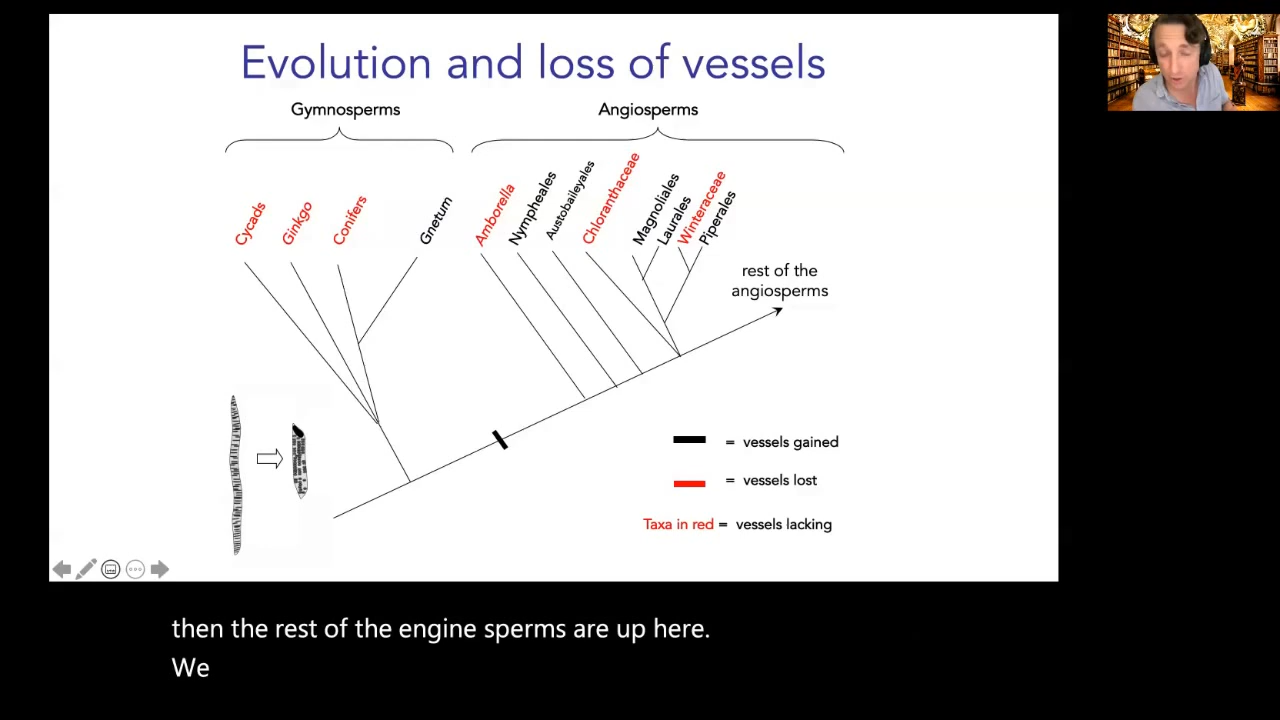 Evolution and loss of vessels
Gymnosperms
Angiosperms
Cycads
Ginkgo
Conifers
Gnetum
Amborella
Nympheales
Austobaileyales
Chloranthaceae
Magnoliales
Laurales
Winteraceae
Piperales
rest of the
angiosperms
= vessels gained
= vessels lost
Taxa in red = vessels lacking
then the rest of the engine sperms are up here.
We